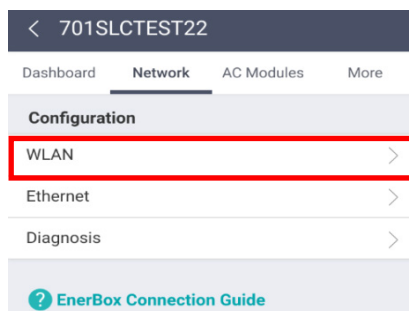 < 701SLCTEST22
Dashboard Network AC Modules More
Configuration
WLAN >
Ethernet >
Diagnosis >
? EnerBox Connection Guide